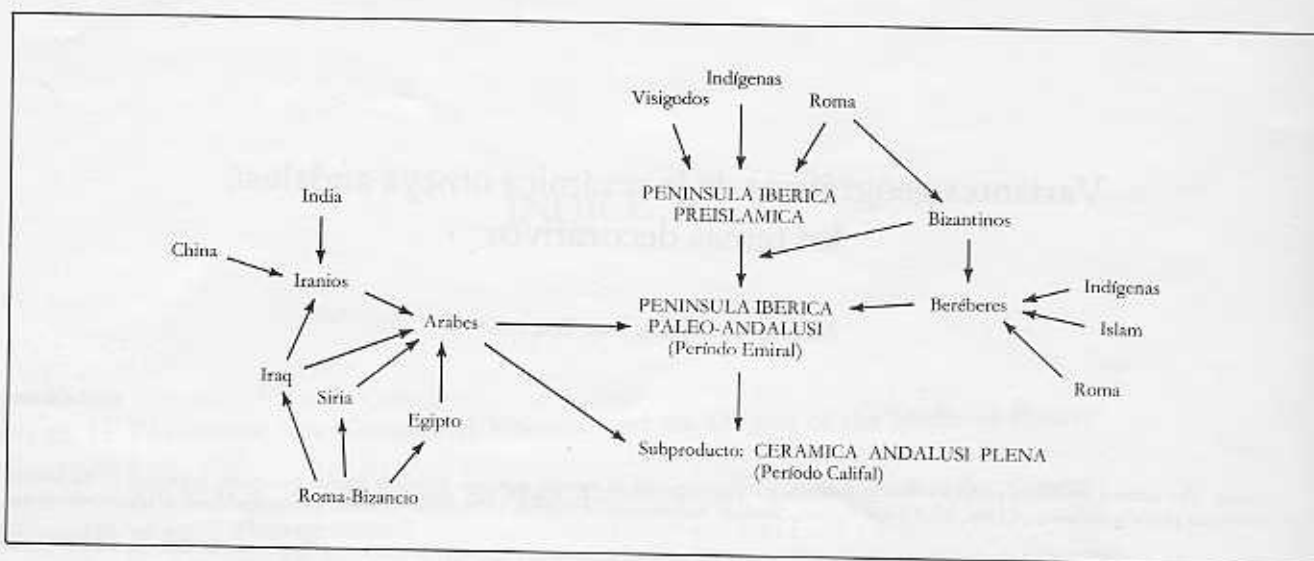 Indígenas
Visigodos
Roma
India
PENINSULA IBERICA
PREISLAMICA
Bizantinos
China
Iranios
Indígenas
PENINSULA IBERICA
PALEO-ANDALUSI
(Período Emiral)
Beréberes
Arabes
Islam
Iraq
Siria
Roma
Egipto
Subproducto: CERAMICA ANDALUSI PLENA
(Período Califal)
Roma-Bizancio